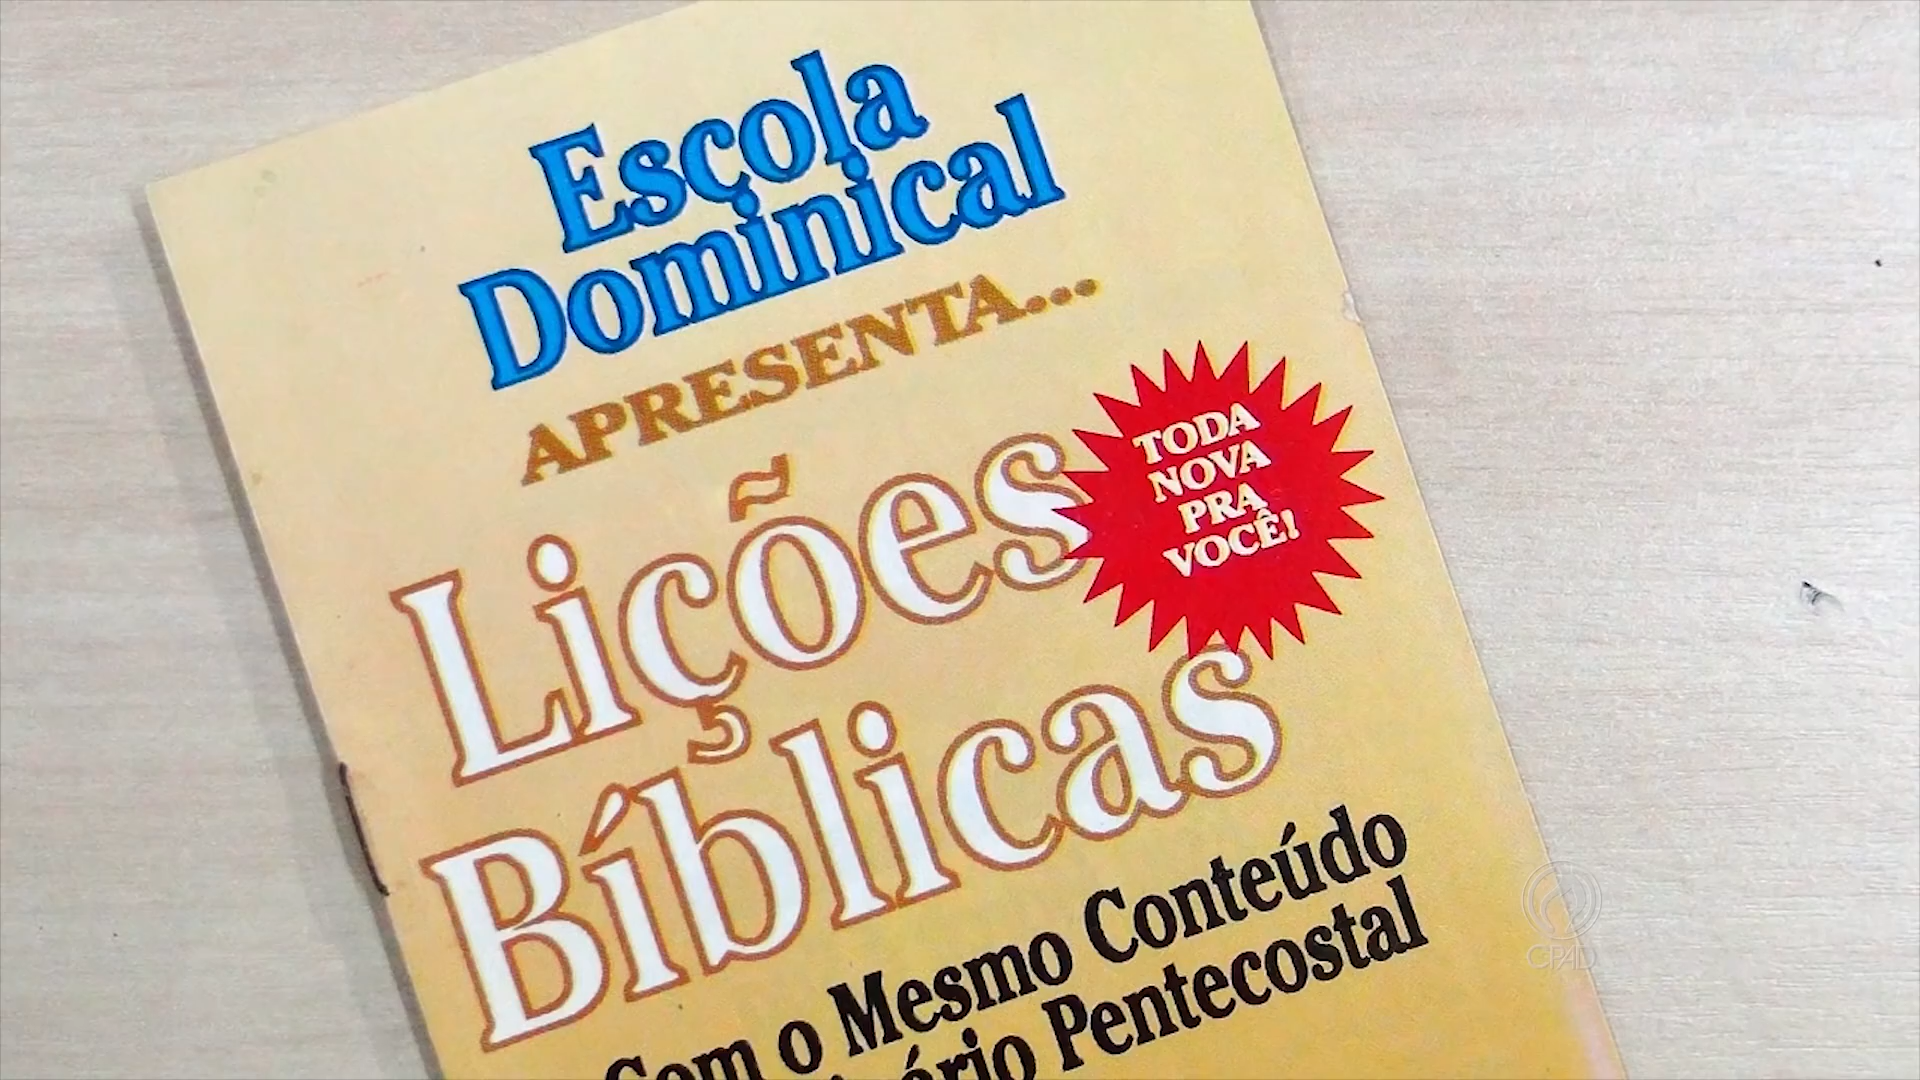 Escola
Dominical
APRESENTA...
Lições
Bíblicas
TODA
NOVA
PRA
VOCÊ!
Com o Mesmo Conteúdo
Pentecostal
CPAD